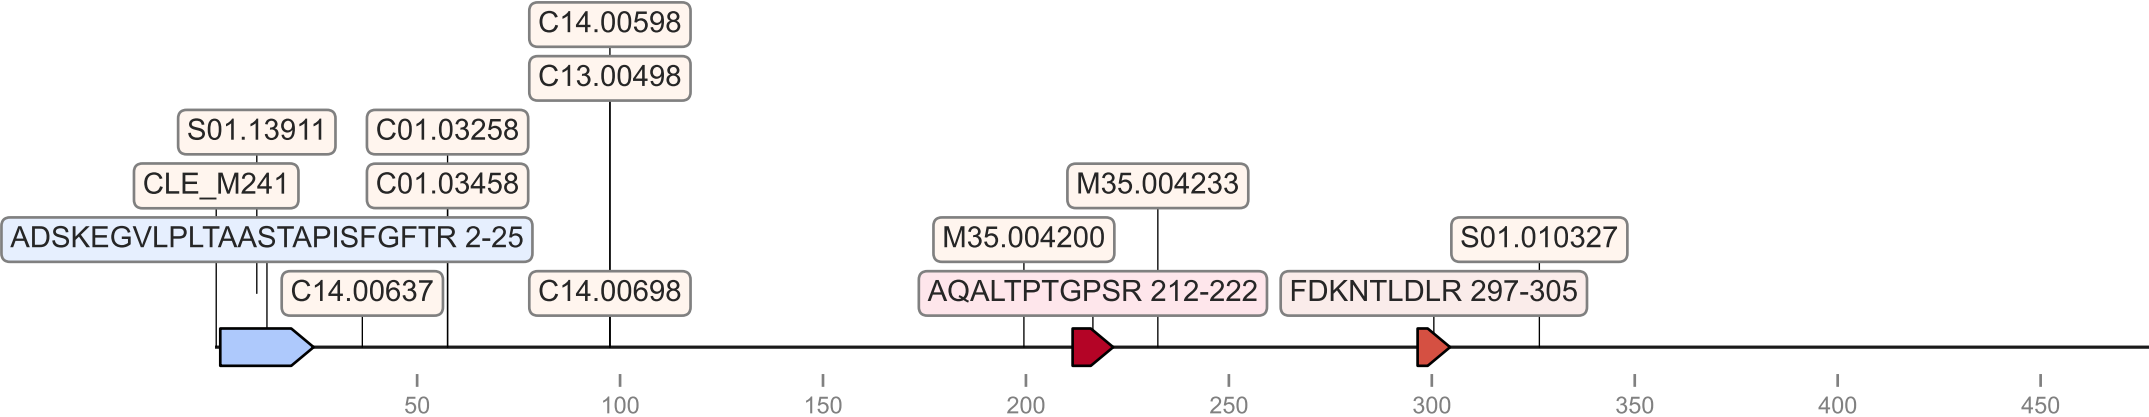 C14.00598
C13.00498
S01.13911
C01.03258
CLE_M241
C01.03458
M35.004233
ADSKEGVLPLTAASTAPISFGFTR 2-25
M35.004200
S01.010327
C14.00637
C14.00698
AQALTPTGPSR 212-222
FDKNTLDLR 297-305
50
100
150
200
250
300
350
400
450